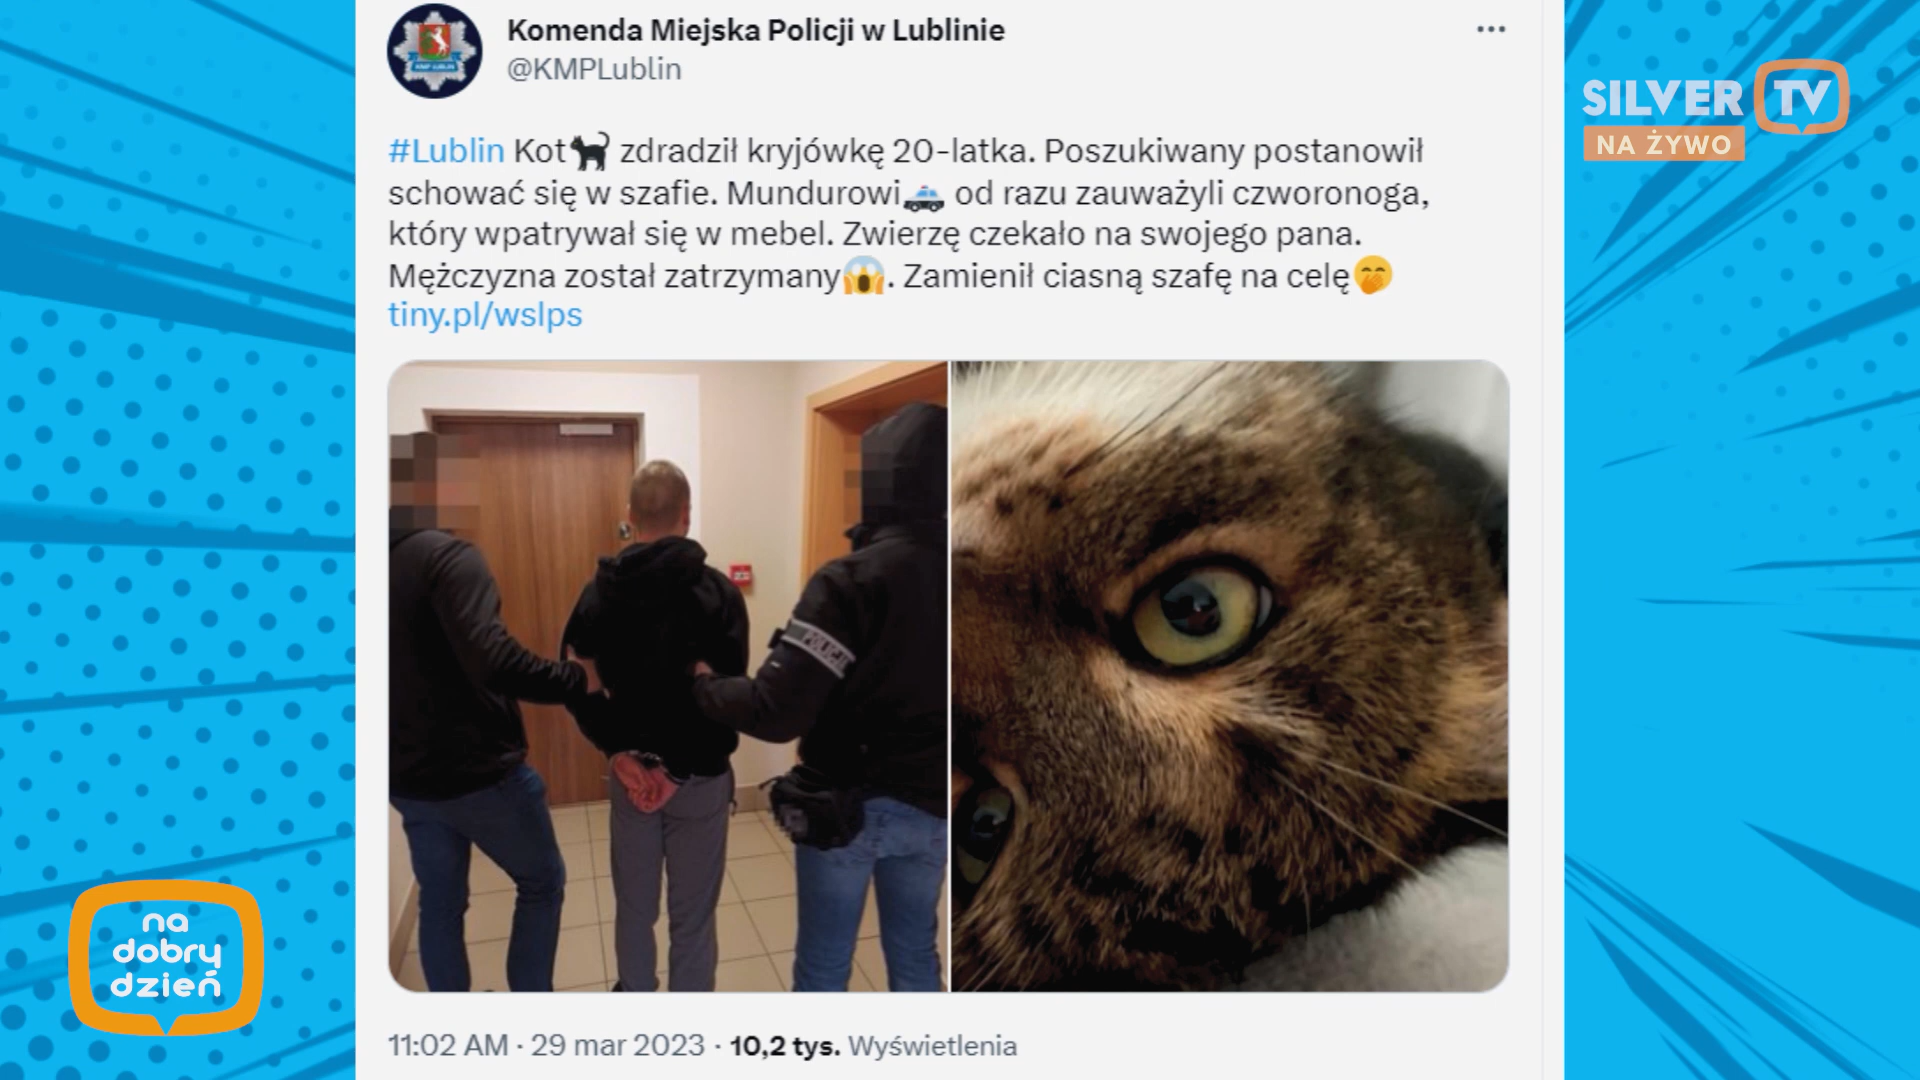 Komenda Miejska Policji w Lublinie
@KMPLublin
SILVER TV
NA ŻYWO
#Lublin Kot🐈‍⬛ zdradził kryjówkę 20-latka. Poszukiwany postanowił
schować się w szafie. Mundurowi🚓 od razu zauważyli czworonoga,
który wpatrywał się w mebel. Zwierzę czekało na swojego pana.
Mężczyzna został zatrzymany😱. Zamienił ciasną szafę na celę🤭
tiny.pl/wslps
POLICJA
na
dobry
dzień
11:02 AM · 29 mar 2023 · 10,2 tys. Wyświetlenia